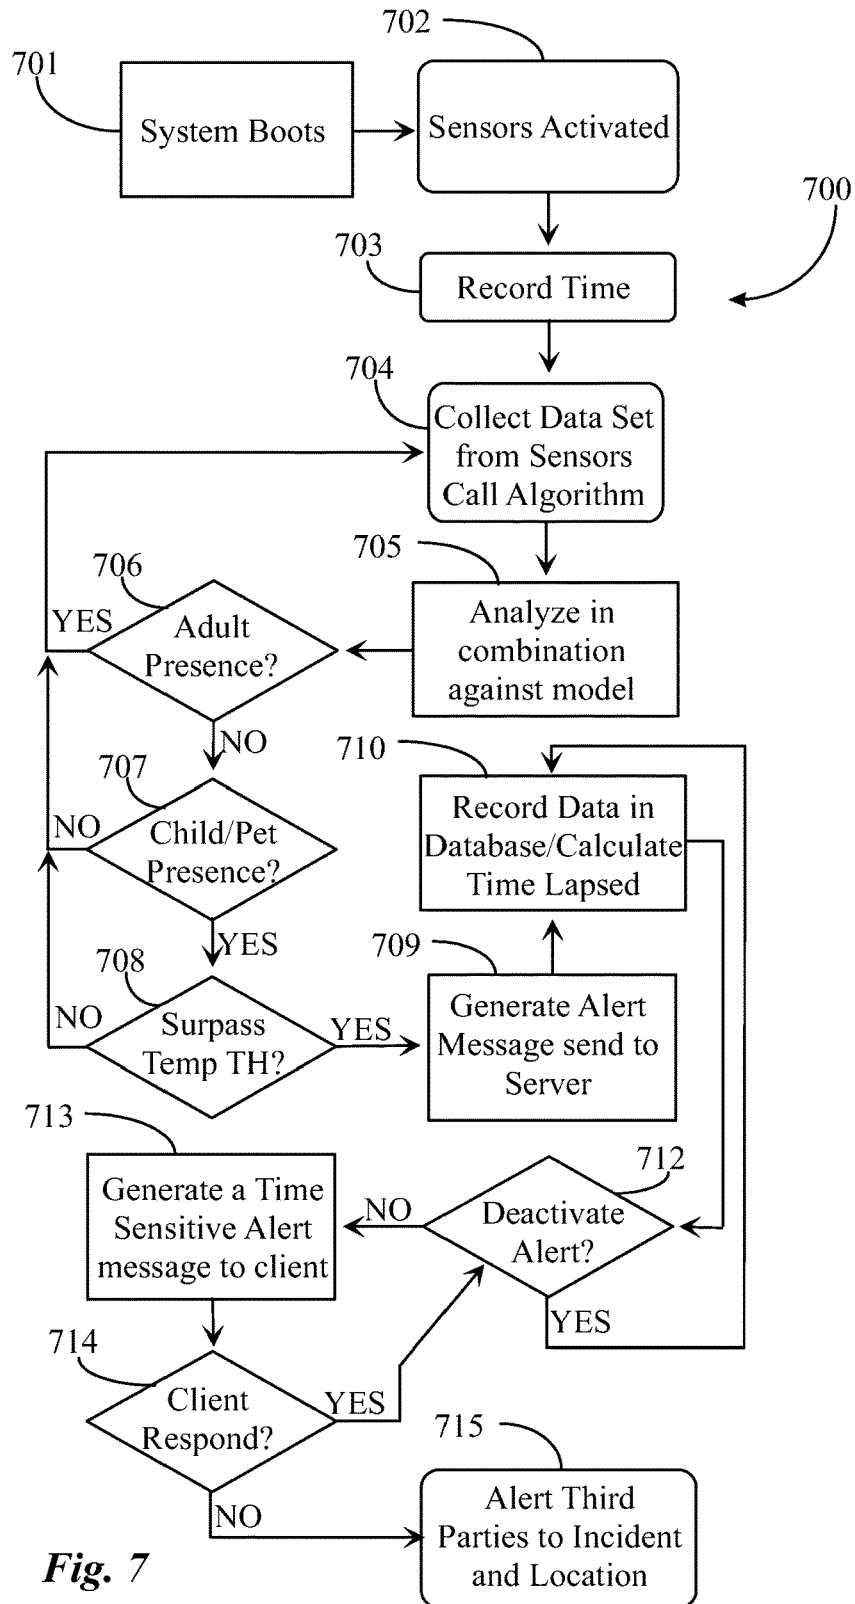 702
701
System Boots
Sensors Activated
700
703
Record Time
704
Collect Data Set
from Sensors
Call Algorithm
705
706
YES
Adult
Presence?
Analyze in
combination
against model
NO
710
707
NO
Child/Pet
Presence?
Record Data in
Database/Calculate
Time Lapsed
YES
709
708
NO
Surpass
Temp TH?
YES
Generate Alert
Message send to
Server
713
712
Generate a Time
Sensitive Alert
message to client
NO
Deactivate
Alert?
YES
714
Client
Respond?
YES
715
NO
Alert Third
Parties to Incident
and Location
Fig. 7